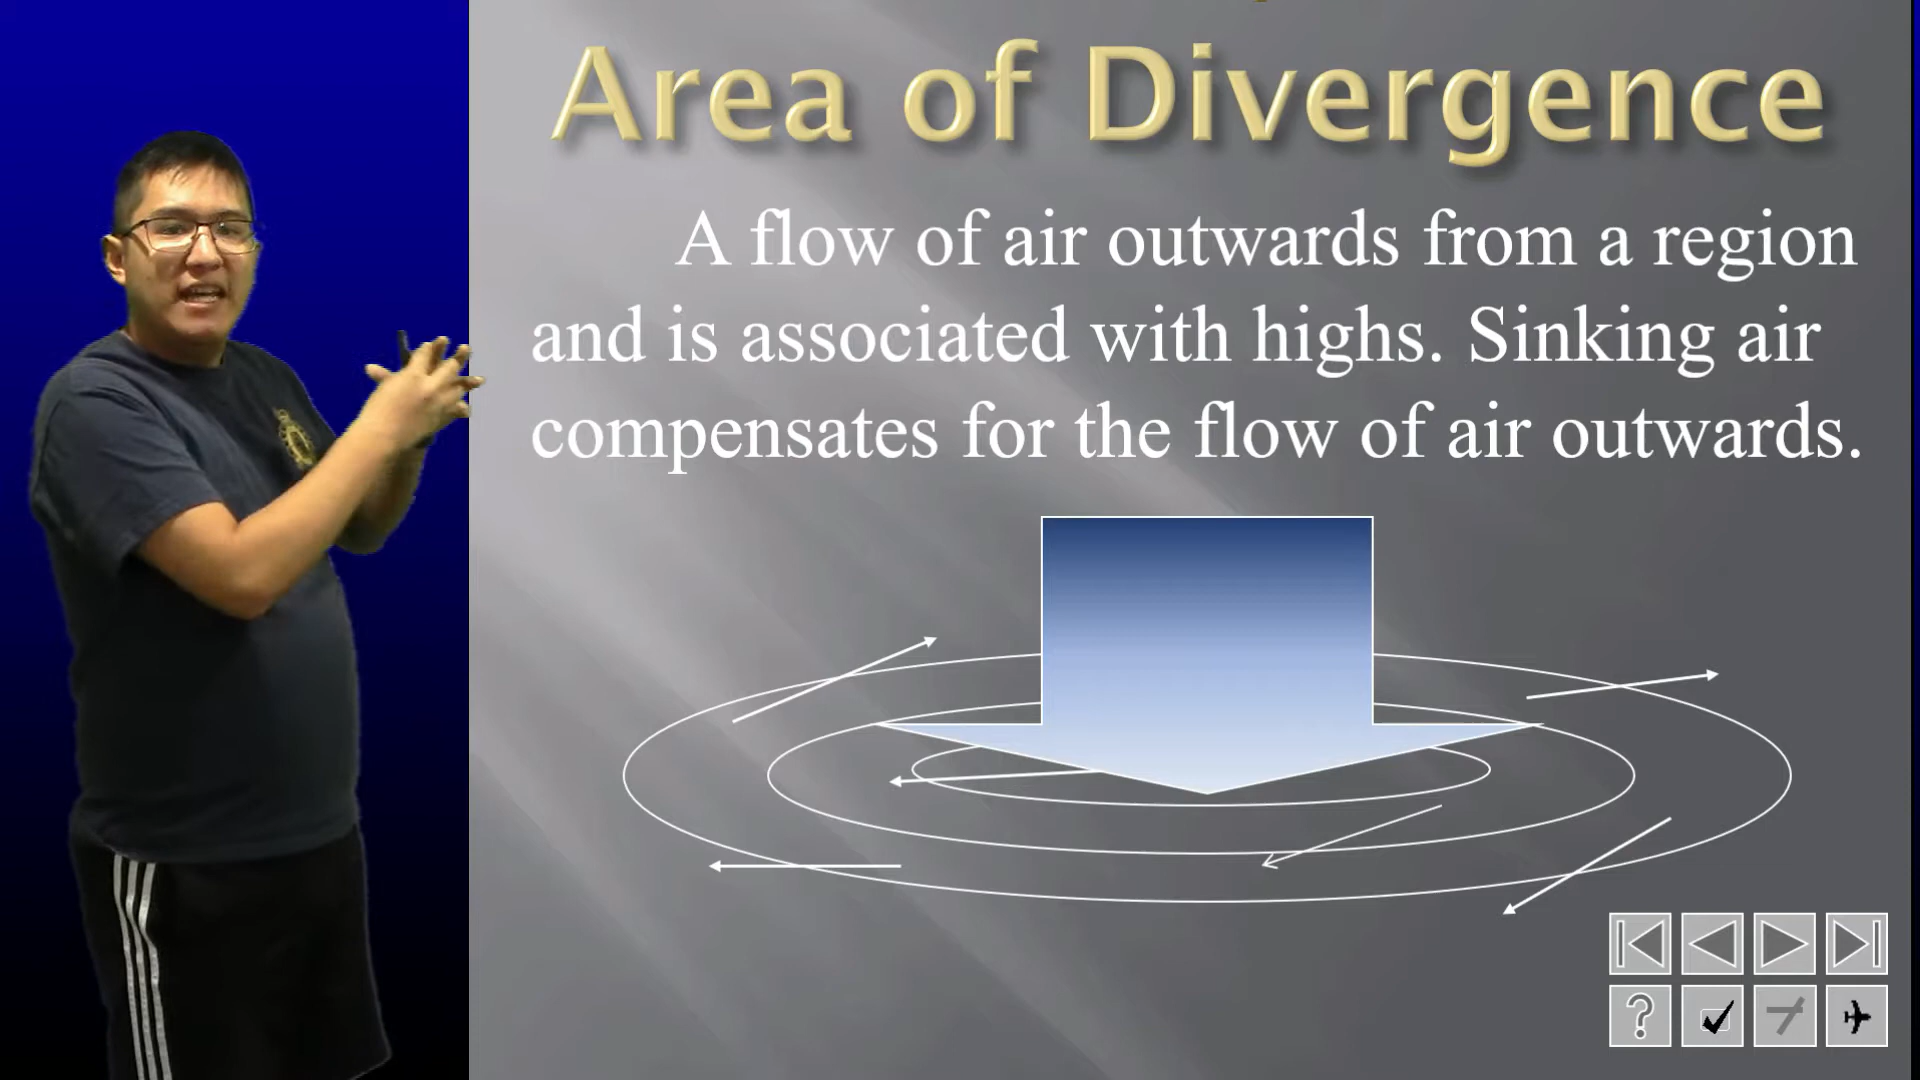 Area of Divergence
A flow of air outwards from a region
and is associated with highs. Sinking air
compensates for the flow of air outwards.
?